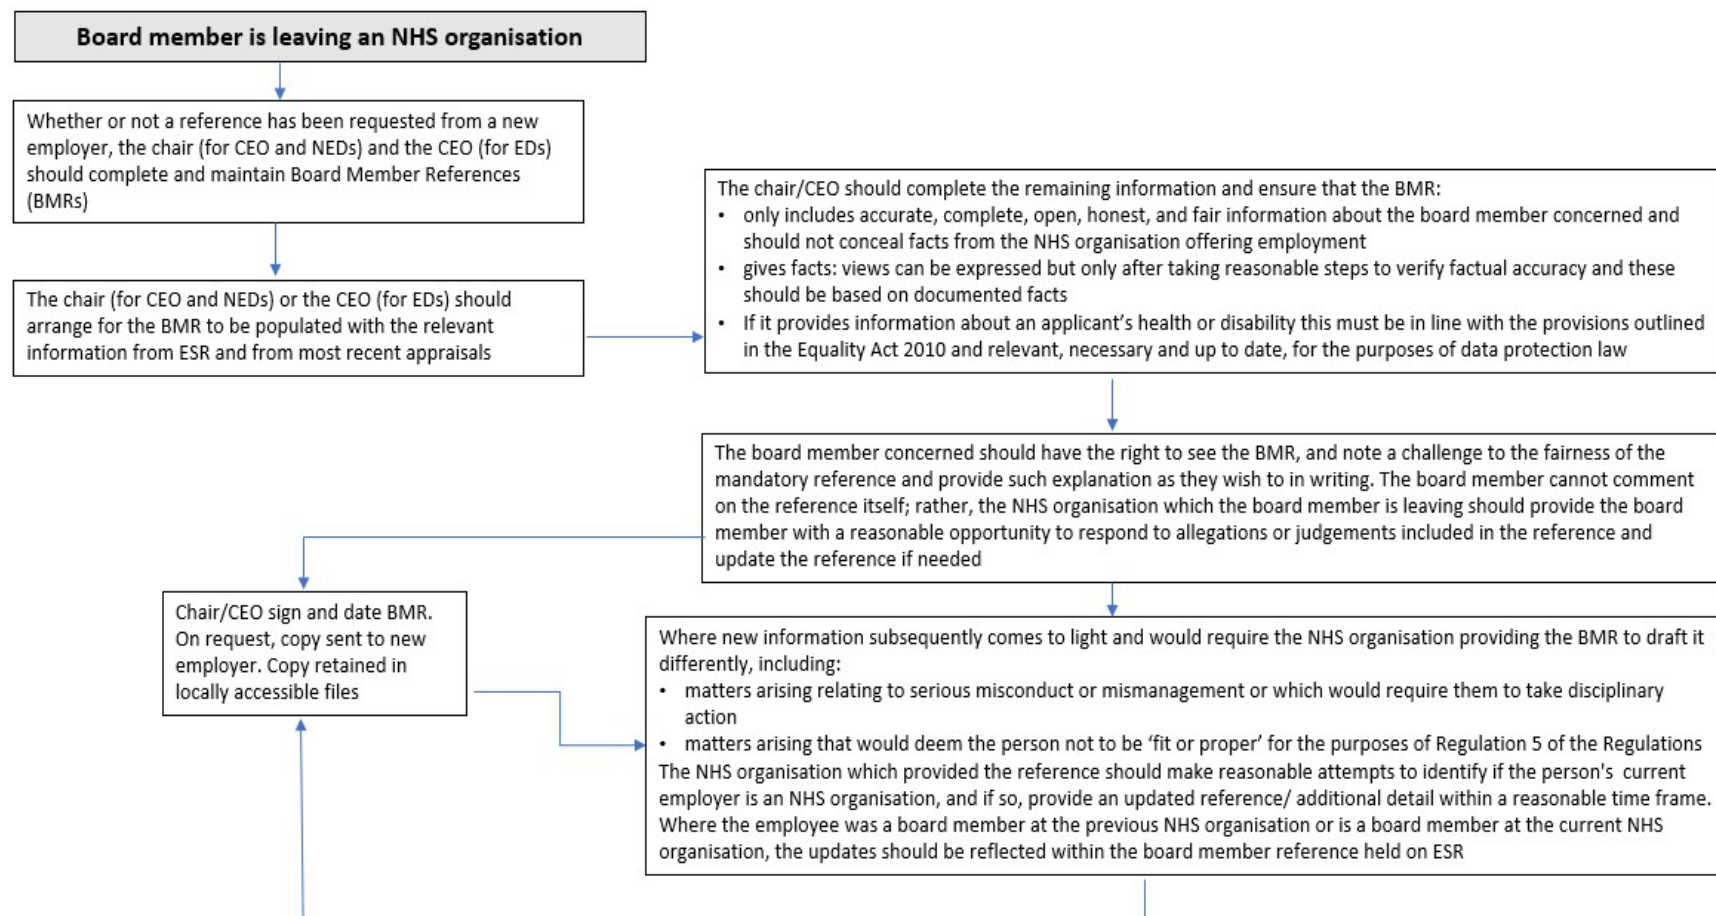 Board member is leaving an NHS organisation
Whether or not a reference has been requested from a new
employer, the chair (for CEO and NEDs) and the CEO (for EDs)
should complete and maintain Board Member References
(BMRs)
The chair (for CEO and NEDs) or the CEO (for EDs) should
arrange for the BMR to be populated with the relevant
information from ESR and from most recent appraisals
The chair/CEO should complete the remaining information and ensure that the BMR:
• only includes accurate, complete, open, honest, and fair information about the board member concerned and
should not conceal facts from the NHS organisation offering employment
• gives facts: views can be expressed but only after taking reasonable steps to verify factual accuracy and these
should be based on documented facts
• If it provides information about an applicant's health or disability this must be in line with the provisions outlined
in the Equality Act 2010 and relevant, necessary and up to date, for the purposes of data protection law
The board member concerned should have the right to see the BMR, and note a challenge to the fairness of the
mandatory reference and provide such explanation as they wish to in writing. The board member cannot comment
on the reference itself; rather, the NHS organisation which the board member is leaving should provide the board
member with a reasonable opportunity to respond to allegations or judgements included in the reference and
update the reference if needed
Chair/CEO sign and date BMR.
On request, copy sent to new
employer. Copy retained in
locally accessible files
Where new information subsequently comes to light and would require the NHS organisation providing the BMR to draft it
differently, including:
• matters arising relating to serious misconduct or mismanagement or which would require them to take disciplinary
action
• matters arising that would deem the person not to be ‘fit or proper’ for the purposes of Regulation 5 of the Regulations
The NHS organisation which provided the reference should make reasonable attempts to identify if the person's current
employer is an NHS organisation, and if so, provide an updated reference/ additional detail within a reasonable time frame.
Where the employee was a board member at the previous NHS organisation or is a board member at the current NHS
organisation, the updates should be reflected within the board member reference held on ESR